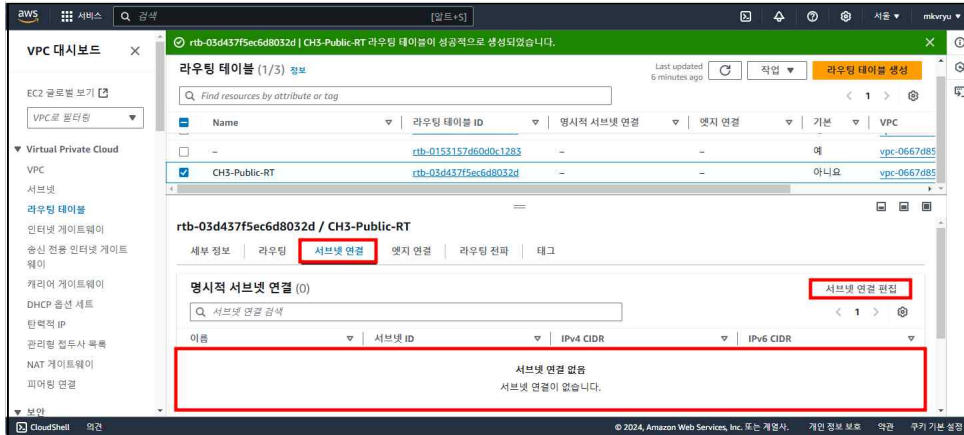 aws 서비스 검색 [알트+S] 서울 ▼ mkvryu ▼
VPC 대시보드 ×
rtb-03d437f5ec6d8032d | CH3-Public-RT 라우팅 테이블이 성공적으로 생성되었습니다.
EC2 글로벌 보기
VPC로 필터링
▼ Virtual Private Cloud
VPC
서브넷
라우팅 테이블
인터넷 게이트웨이
송신 전용 인터넷 게이트
웨이
캐리어 게이트웨이
DHCP 옵션 세트
탄력적 IP
관리형 접두사 목록
NAT 게이트웨이
피어링 연결
▼ 보안
라우팅 테이블 (1/3) 정보
Last updated
6 minutes ago
작업 ▼
라우팅 테이블 생성
Find resources by attribute or tag
< 1 >
Name 라우팅 테이블 ID 명시적 서브넷 연결 엣지 연결 기본 VPC
– rtb-0153157d60d0c1283 – – 예 vpc-0667d85
CH3-Public-RT rtb-03d437f5ec6d8032d – – 아니요 vpc-0667d85
rtb-03d437f5ec6d8032d / CH3-Public-RT
세부 정보 라우팅 서브넷 연결 엣지 연결 라우팅 전파 태그
명시적 서브넷 연결 (0)
서브넷 연결 편집
서브넷 연결 검색
< 1 >
이름 서브넷 ID IPv4 CIDR IPv6 CIDR
서브넷 연결 없음
서브넷 연결이 없습니다.
CloudShell 의견 © 2024, Amazon Web Services, Inc. 또는 계열사. 개인 정보 보호 약관 쿠키 기본 설정